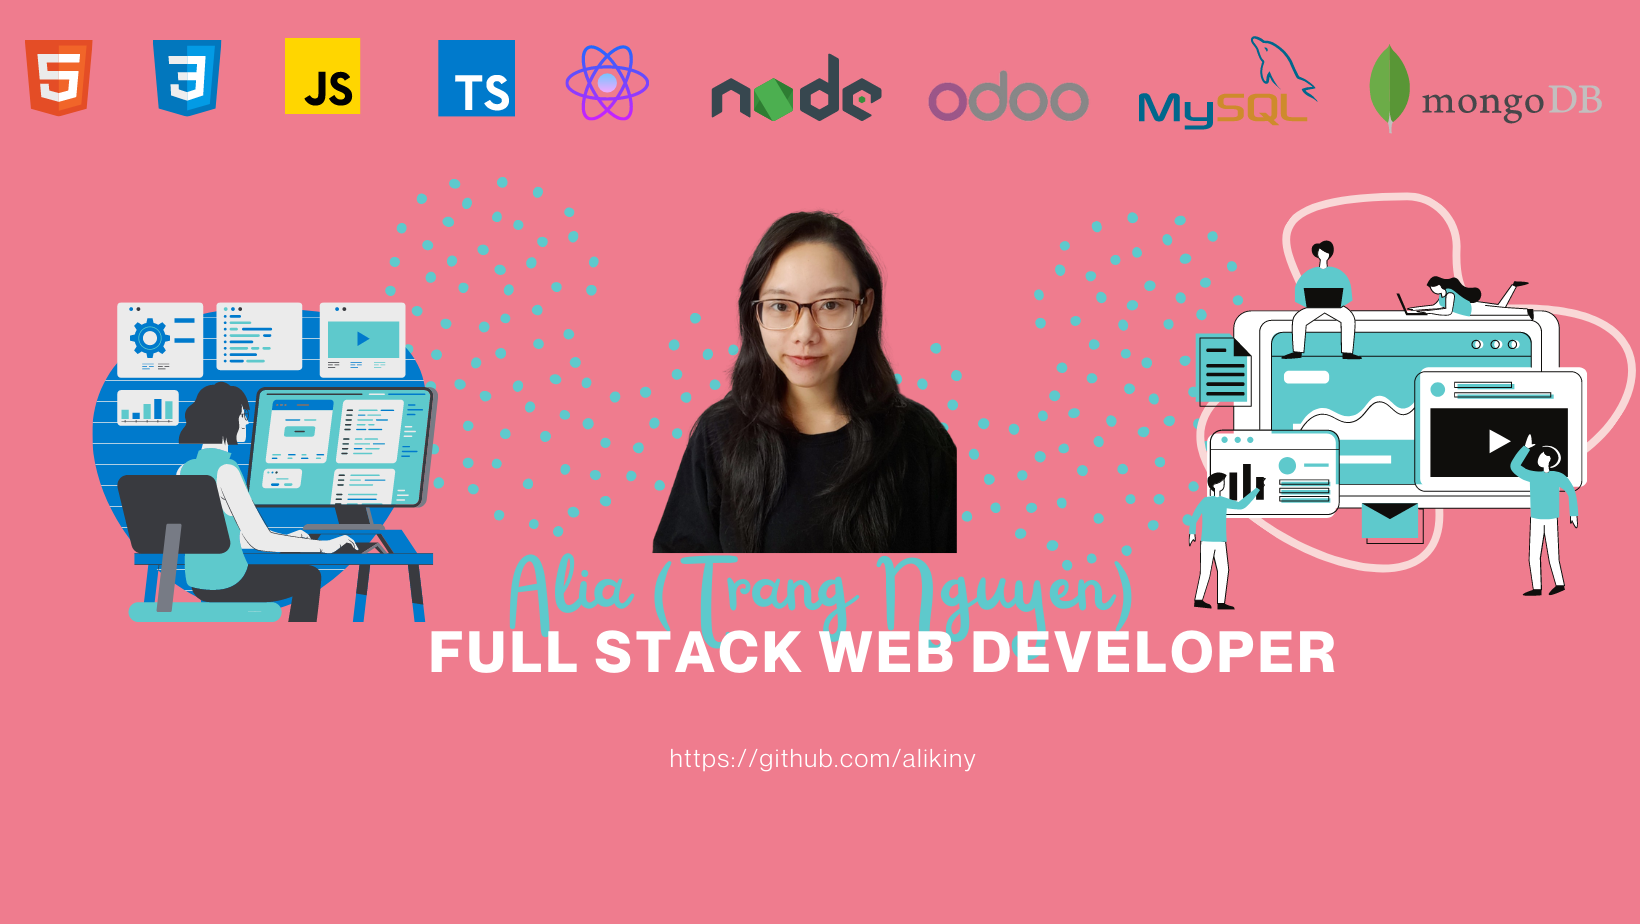 5
3
JS
TS
node
odoo
MySQL
mongoDB
Alia (Trang Nguyen)
FULL STACK WEB DEVELOPER
https://github.com/alikiny